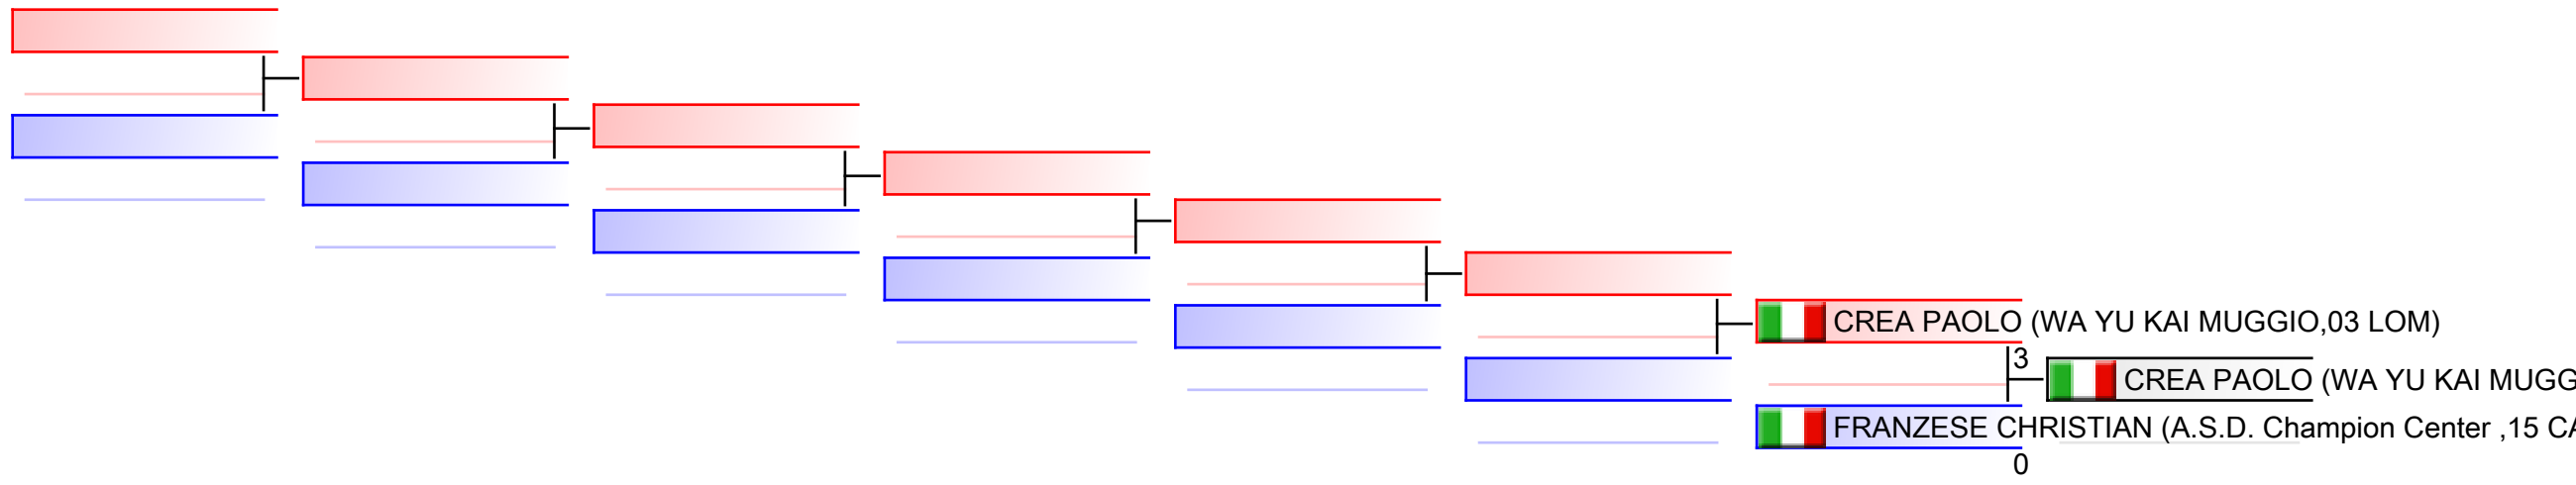 CREA PAOLO (WA YU KAI MUGGIO,03 LOM)
3
CREA PAOLO (WA YU KAI MUGG
FRANZESE CHRISTIAN (A.S.D. Champion Center ,15 CA
0